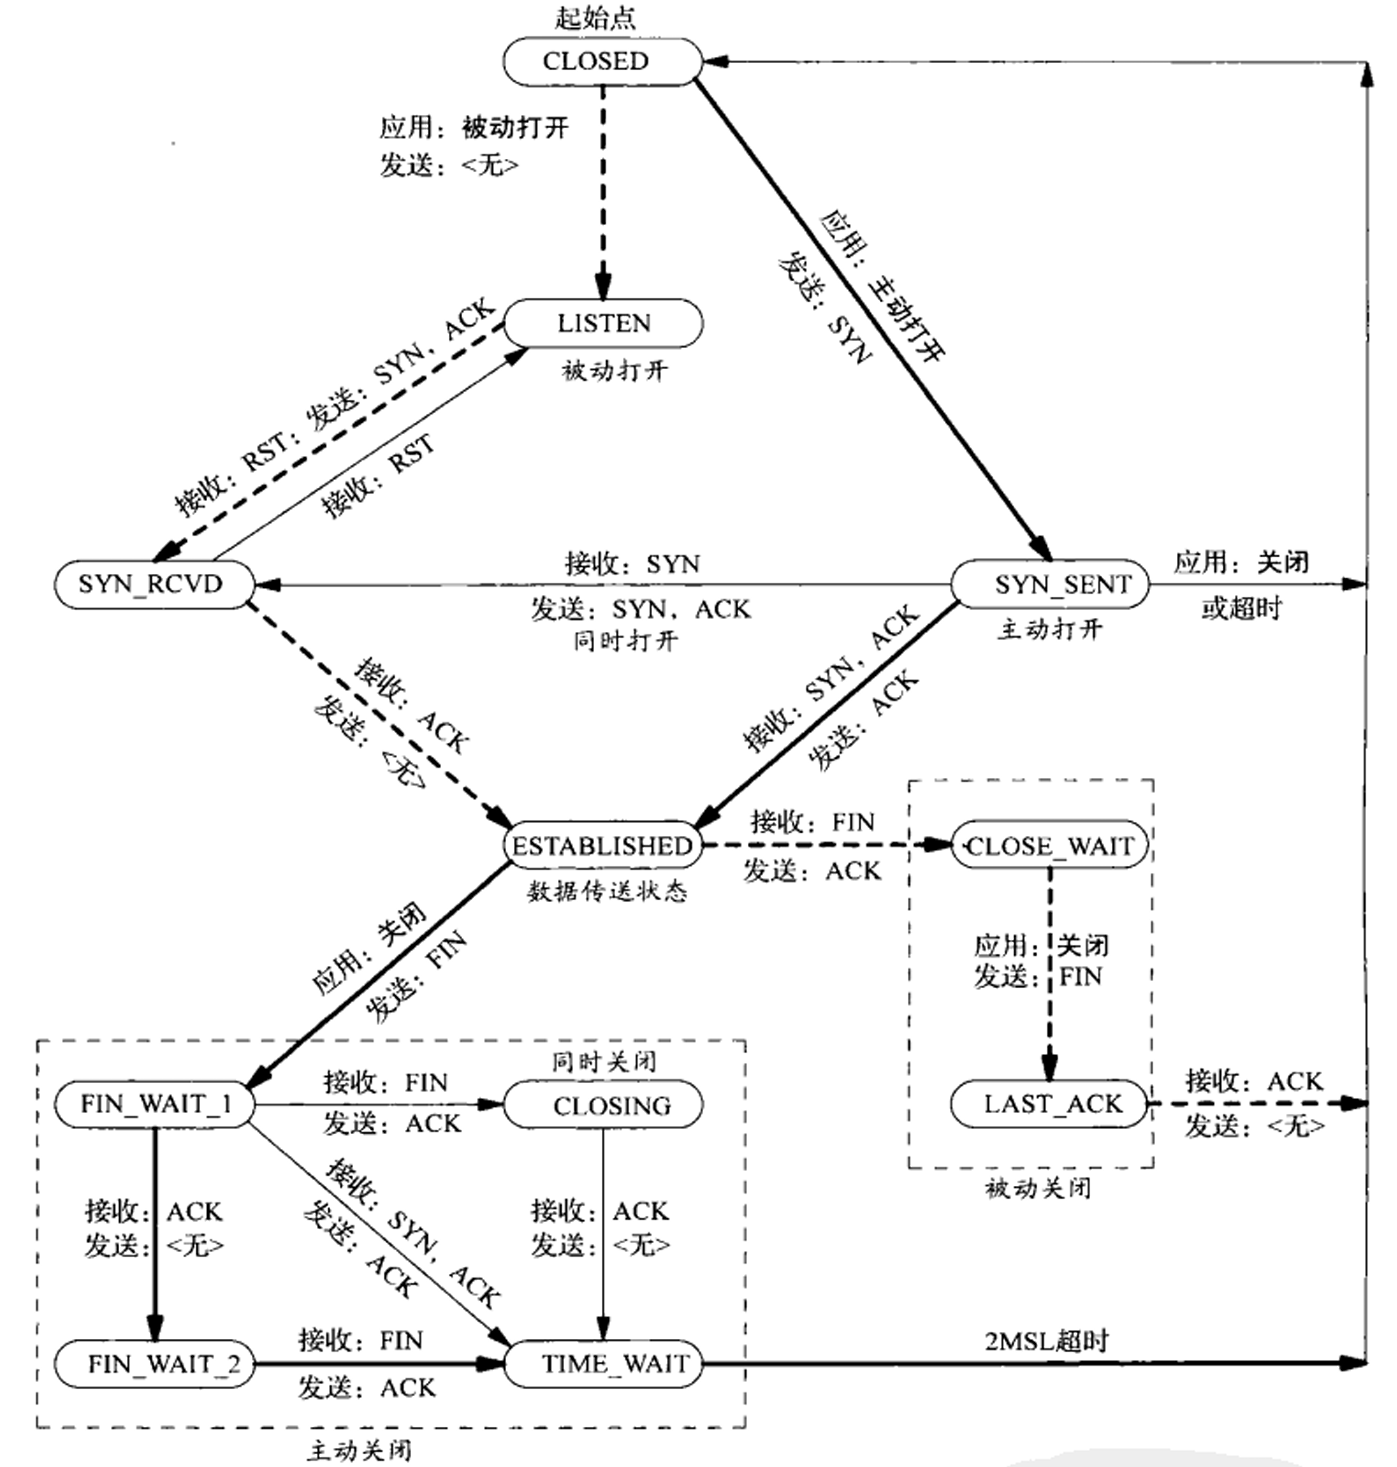 起始点
CLOSED
应用：被动打开
发送：<无>
应用：主动打开
发送：SYN
LISTEN
被动打开
接收：RST：发送：SYN，ACK
接收：RST
SYN_RCVD
接收：SYN
发送：SYN，ACK
同时打开
SYN_SENT
主动打开
应用：关闭
或超时
接收：ACK
发送：<无>
接收：SYN，ACK
发送：ACK
ESTABLISHED
数据传送状态
接收：FIN
发送：ACK
CLOSE_WAIT
应用：关闭
发送：FIN
应用：关闭
发送：FIN
LAST_ACK
接收：ACK
发送：<无>
被动关闭
同时关闭
FIN_WAIT_1
接收：FIN
发送：ACK
CLOSING
接收：ACK
发送：<无>
接收：SYN，ACK
发送：ACK
接收：ACK
发送：<无>
FIN_WAIT_2
接收：FIN
发送：ACK
TIME_WAIT
2MSL超时
主动关闭